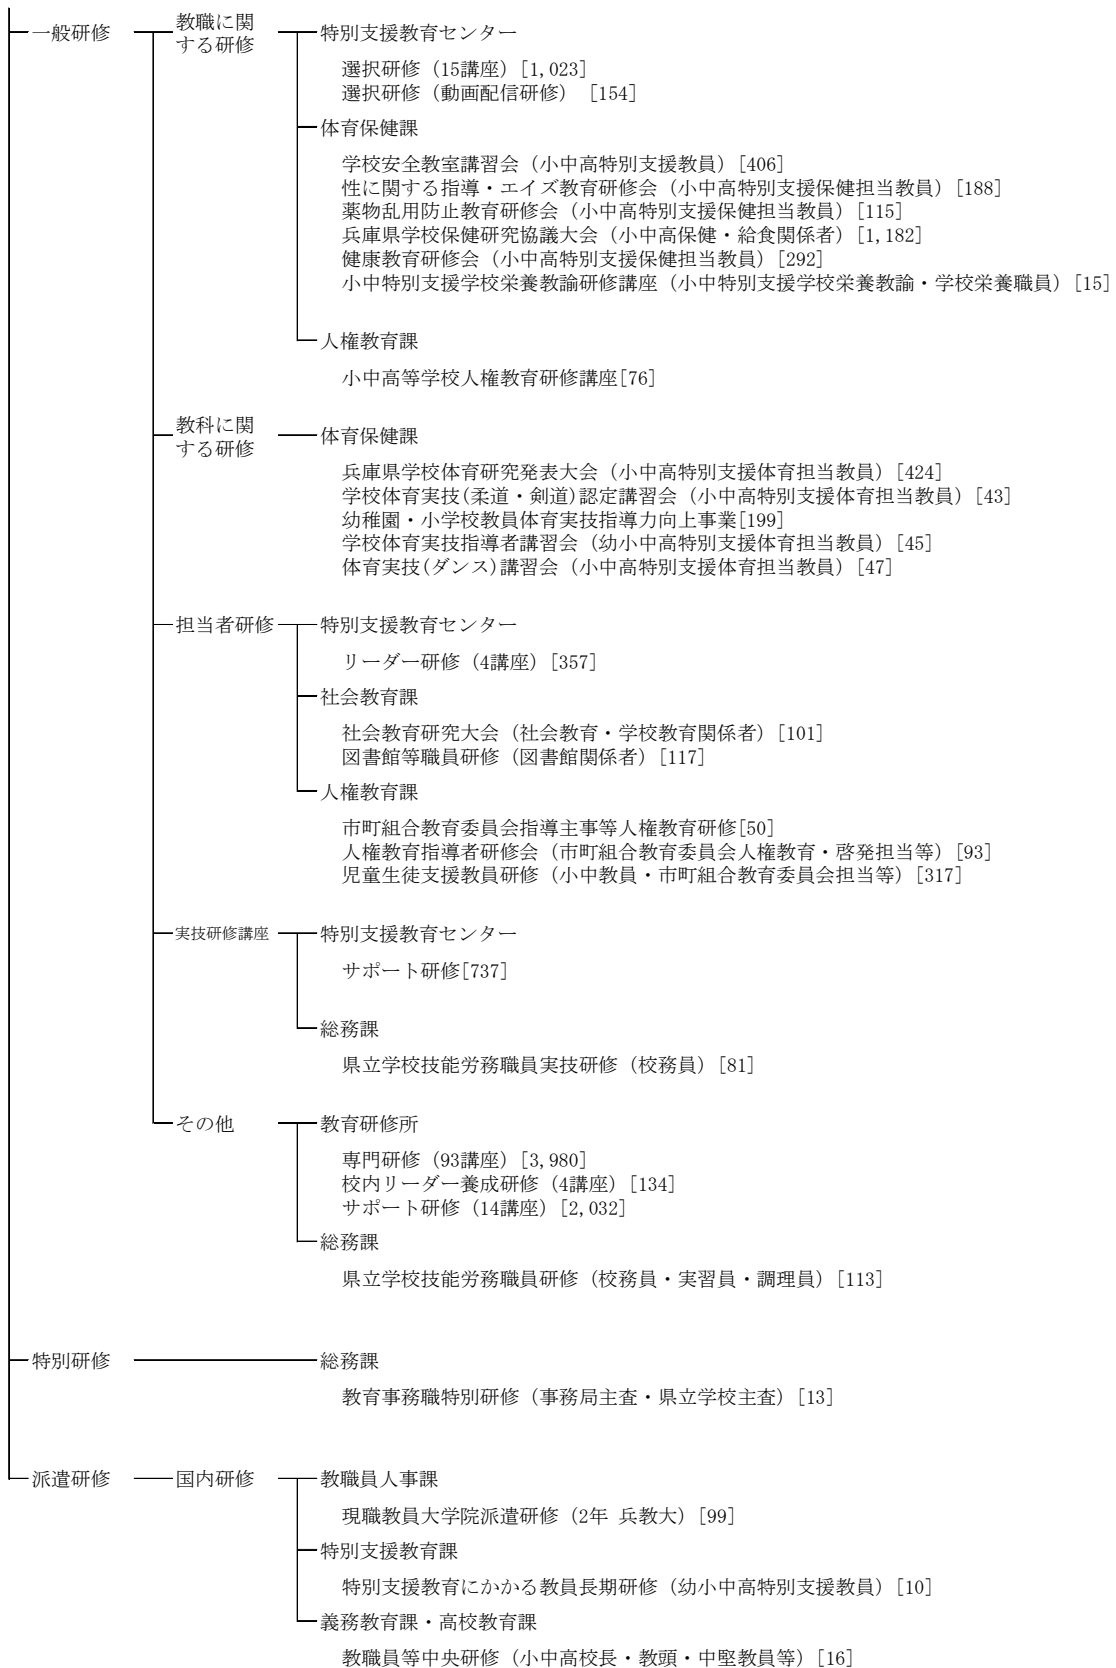 一般研修
教職に関
する研修
特別支援教育センター
選択研修（15講座）[1,023]
選択研修（動画配信研修） [154]
体育保健課
学校安全教室講習会（小中高特別支援教員）[406]
性に関する指導・エイズ教育研修会（小中高特別支援保健担当教員）[188]
薬物乱用防止教育研修会（小中高特別支援保健担当教員）[115]
兵庫県学校保健研究協議大会（小中高保健・給食関係者）[1,182]
健康教育研修会（小中高特別支援保健担当教員）[292]
小中特別支援学校栄養教諭研修講座（小中特別支援学校栄養教諭・学校栄養職員）[15]
人権教育課
小中高等学校人権教育研修講座[76]
教科に関
する研修
体育保健課
兵庫県学校体育研究発表大会（小中高特別支援体育担当教員）[424]
学校体育実技(柔道・剣道)認定講習会（小中高特別支援体育担当教員）[43]
幼稚園・小学校教員体育実技指導力向上事業[199]
学校体育実技指導者講習会（幼小中高特別支援体育担当教員）[45]
体育実技(ダンス)講習会（小中高特別支援体育担当教員）[47]
担当者研修
特別支援教育センター
リーダー研修（4講座）[357]
社会教育課
社会教育研究大会（社会教育・学校教育関係者）[101]
図書館等職員研修（図書館関係者）[117]
人権教育課
市町組合教育委員会指導主事等人権教育研修[50]
人権教育指導者研修会（市町組合教育委員会人権教育・啓発担当等）[93]
児童生徒支援教員研修（小中教員・市町組合教育委員会担当等）[317]
実技研修講座
特別支援教育センター
サポート研修[737]
総務課
県立学校技能労務職員実技研修（校務員）[81]
その他
教育研修所
専門研修（93講座）[3,980]
校内リーダー養成研修（4講座）[134]
サポート研修（14講座）[2,032]
総務課
県立学校技能労務職員研修（校務員・実習員・調理員）[113]
特別研修
総務課
教育事務職特別研修（事務局主査・県立学校主査）[13]
派遣研修
国内研修
教職員人事課
現職教員大学院派遣研修（2年 兵教大）[99]
特別支援教育課
特別支援教育にかかる教員長期研修（幼小中高特別支援教員）[10]
義務教育課・高校教育課
教職員等中央研修（小中高校長・教頭・中堅教員等）[16]